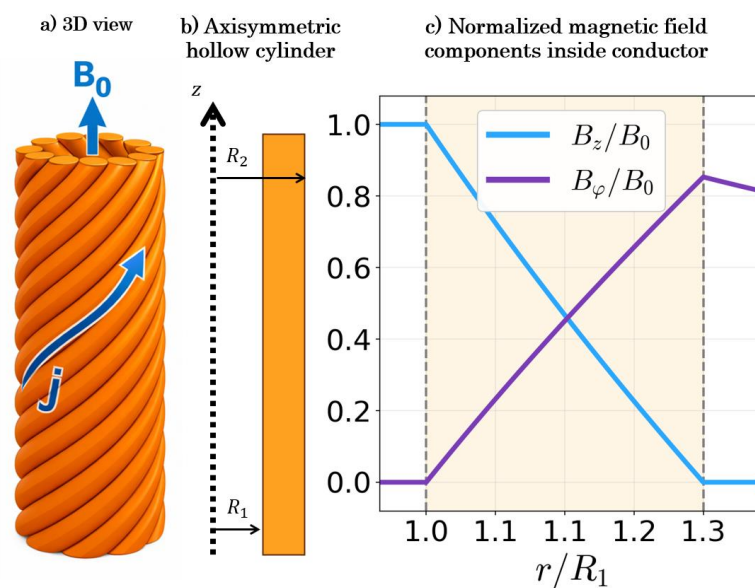 a) 3D view
B₀
j
b) Axisymmetric
hollow cylinder
z
R₂
R₁
c) Normalized magnetic field
components inside conductor
B_z/B₀
B_φ/B₀
1.0
0.8
0.6
0.4
0.2
0.0
1.0 1.1 1.1 1.2 1.3
r/R₁